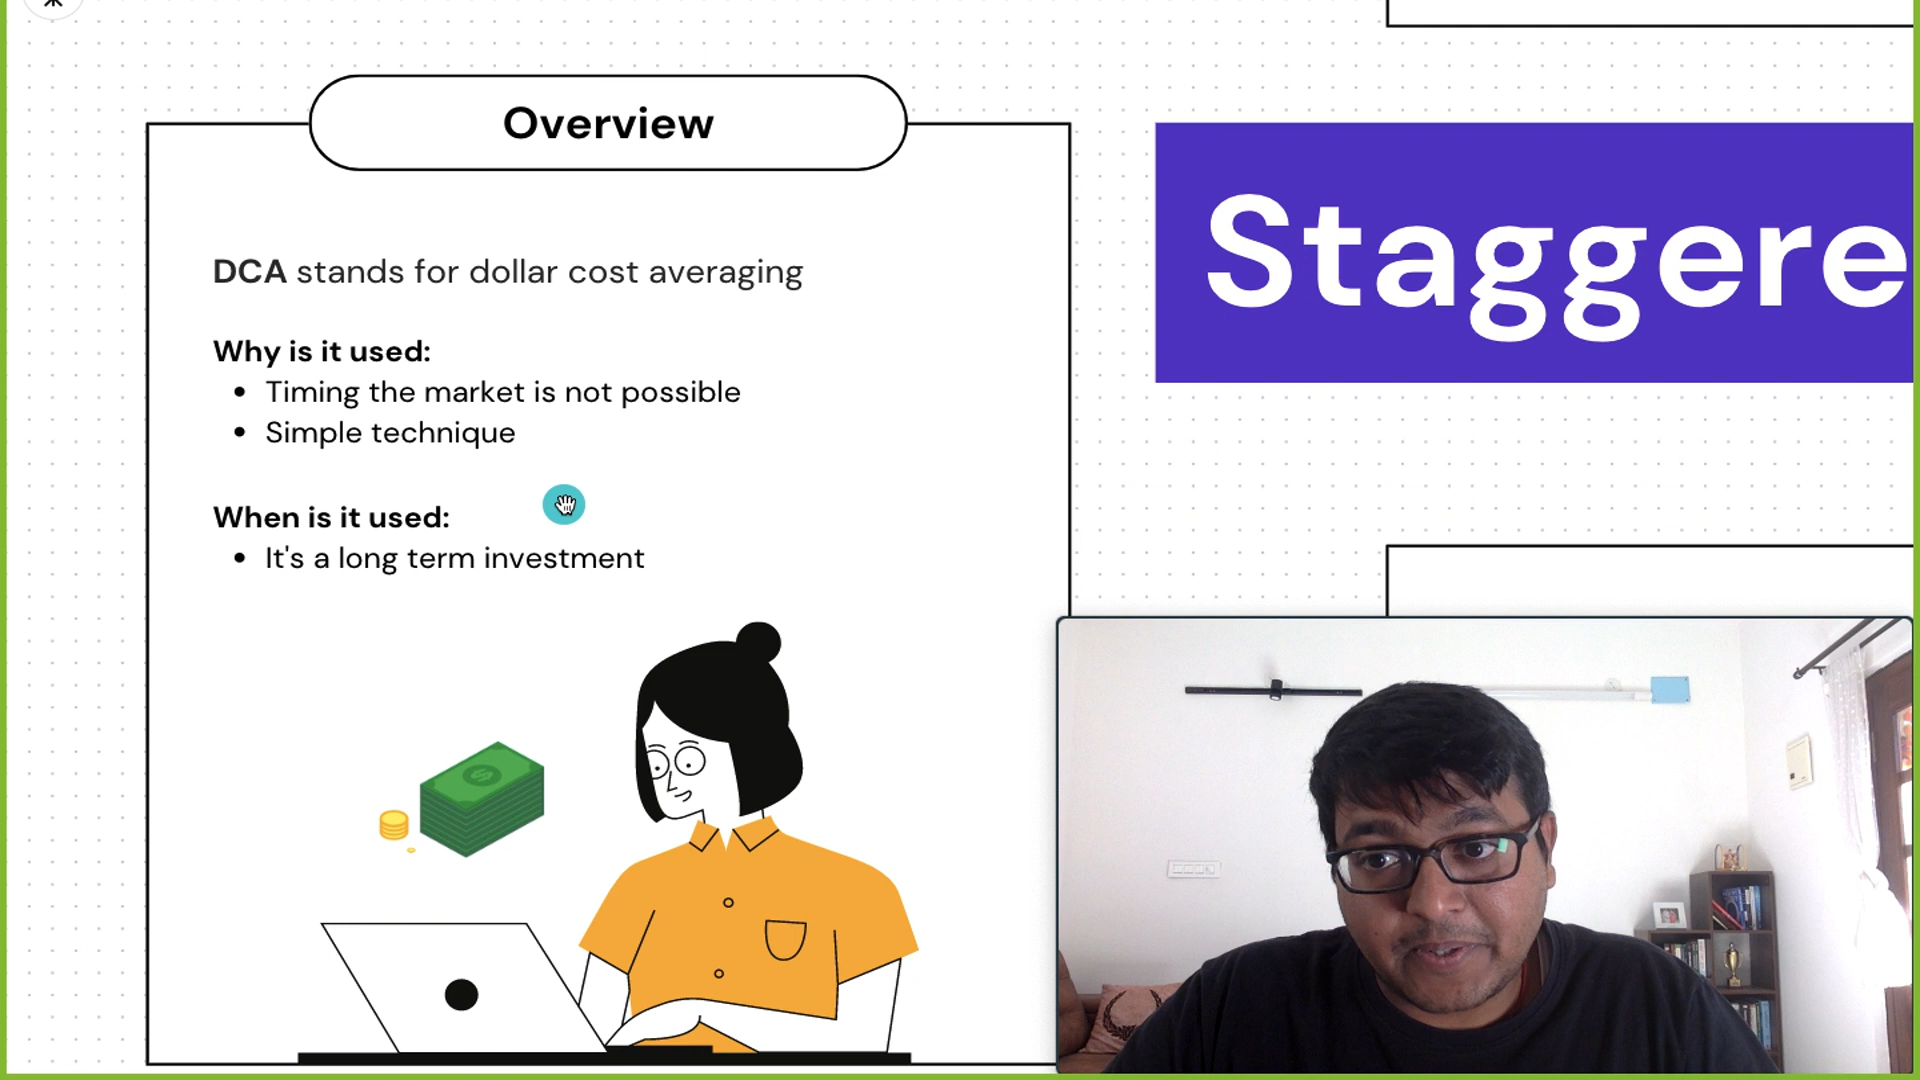 Overview
DCA stands for dollar cost averaging
Why is it used:
• Timing the market is not possible
• Simple technique
When is it used:
• It's a long term investment
Staggere